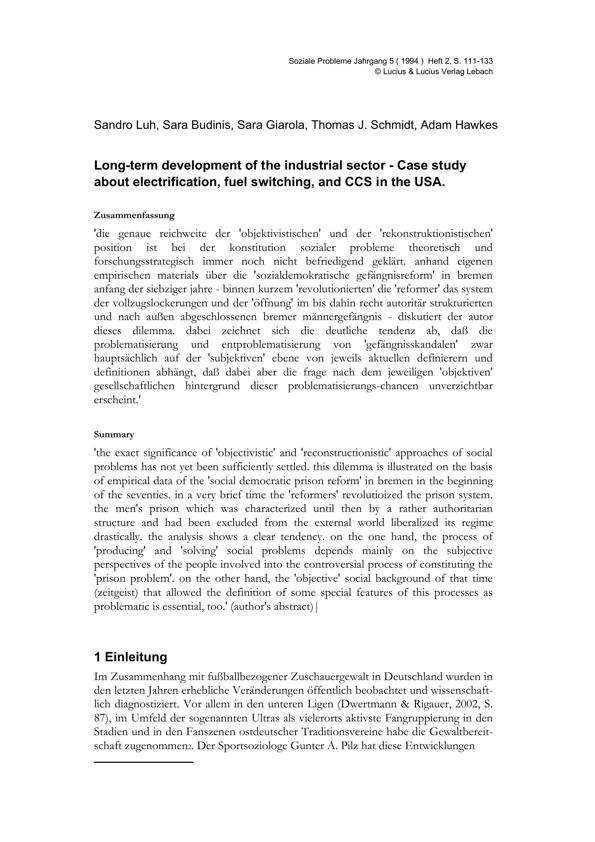 Soziale Probleme Jahrgang 5 ( 1994 ) Heft 2, S. 111-133
© Lucius & Lucius Verlag Lebach
Sandro Luh, Sara Budinis, Sara Giarola, Thomas J. Schmidt, Adam Hawkes
Long-term development of the industrial sector - Case study
about electrification, fuel switching, and CCS in the USA.
Zusammenfassung
'die genaue reichweite der 'objektivistischen' und der 'rekonstruktionistischen'
position ist bei der konstitution sozialer probleme theoretisch und
forschungsstrategisch immer noch nicht befriedigend geklärt. anhand eigenen
empirischen materials über die 'sozialdemokratische gefängnisreform' in bremen
anfang der siebziger jahre - binnen kurzem 'revolutionierten' die 'reformer' das system
der vollzugslockerungen und der 'öffnung' im bis dahin recht autoritär strukturierten
und nach außen abgeschlossenen bremer männergefängnis - diskutiert der autor
dieses dilemma. dabei zeichnet sich die deutliche tendenz ab, daß die
problematisierung und entproblematisierung von 'gefängnisskandalen' zwar
hauptsächlich auf der 'subjektiven' ebene von jeweils aktuellen definierern und
definitionen abhängt, daß dabei aber die frage nach dem jeweiligen 'objektiven'
gesellschaftlichen hintergrund dieser problematisierungs-chancen unverzichtbar
erscheint.'
Summary
'the exact significance of 'objectivistic' and 'reconstructionistic' approaches of social
problems has not yet been sufficiently settled. this dilemma is illustrated on the basis
of empirical data of the 'social democratic prison reform' in bremen in the beginning
of the seventies. in a very brief time the 'reformers' revolutioized the prison system.
the men's prison which was characterized until then by a rather authoritarian
structure and had been excluded from the external world liberalized its regime
drastically. the analysis shows a clear tendency. on the one hand, the process of
'producing' and 'solving' social problems depends mainly on the subjective
perspectives of the people involved into the controversial process of constituting the
'prison problem'. on the other hand, the 'objective' social background of that time
(zeitgeist) that allowed the definition of some special features of this processes as
problematic is essential, too.' (author's abstract)|
1 Einleitung
Im Zusammenhang mit fußballbezogener Zuschauergewalt in Deutschland wurden in
den letzten Jahren erhebliche Veränderungen öffentlich beobachtet und wissenschaft-
lich diagnostiziert. Vor allem in den unteren Ligen (Dwertmann & Rigauer, 2002, S.
87), im Umfeld der sogenannten Ultras als vielerorts aktivste Fangruppierung in den
Stadien und in den Fanszenen ostdeutscher Traditionsvereine habe die Gewaltbereit-
schaft zugenommen2. Der Sportsoziologe Gunter A. Pilz hat diese Entwicklungen